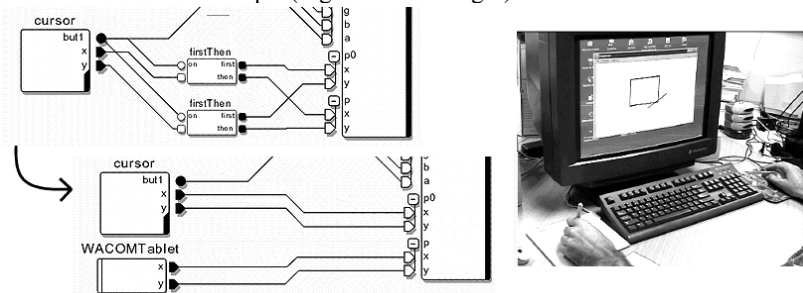 cursor
but1
x
y
firstThen
on first
then
firstThen
on first
then
g
b
a
p0
x
y
p
x
y
cursor
but1
x
y
WACOMTablet
x
y
b
a
p0
x
y
p
x
y